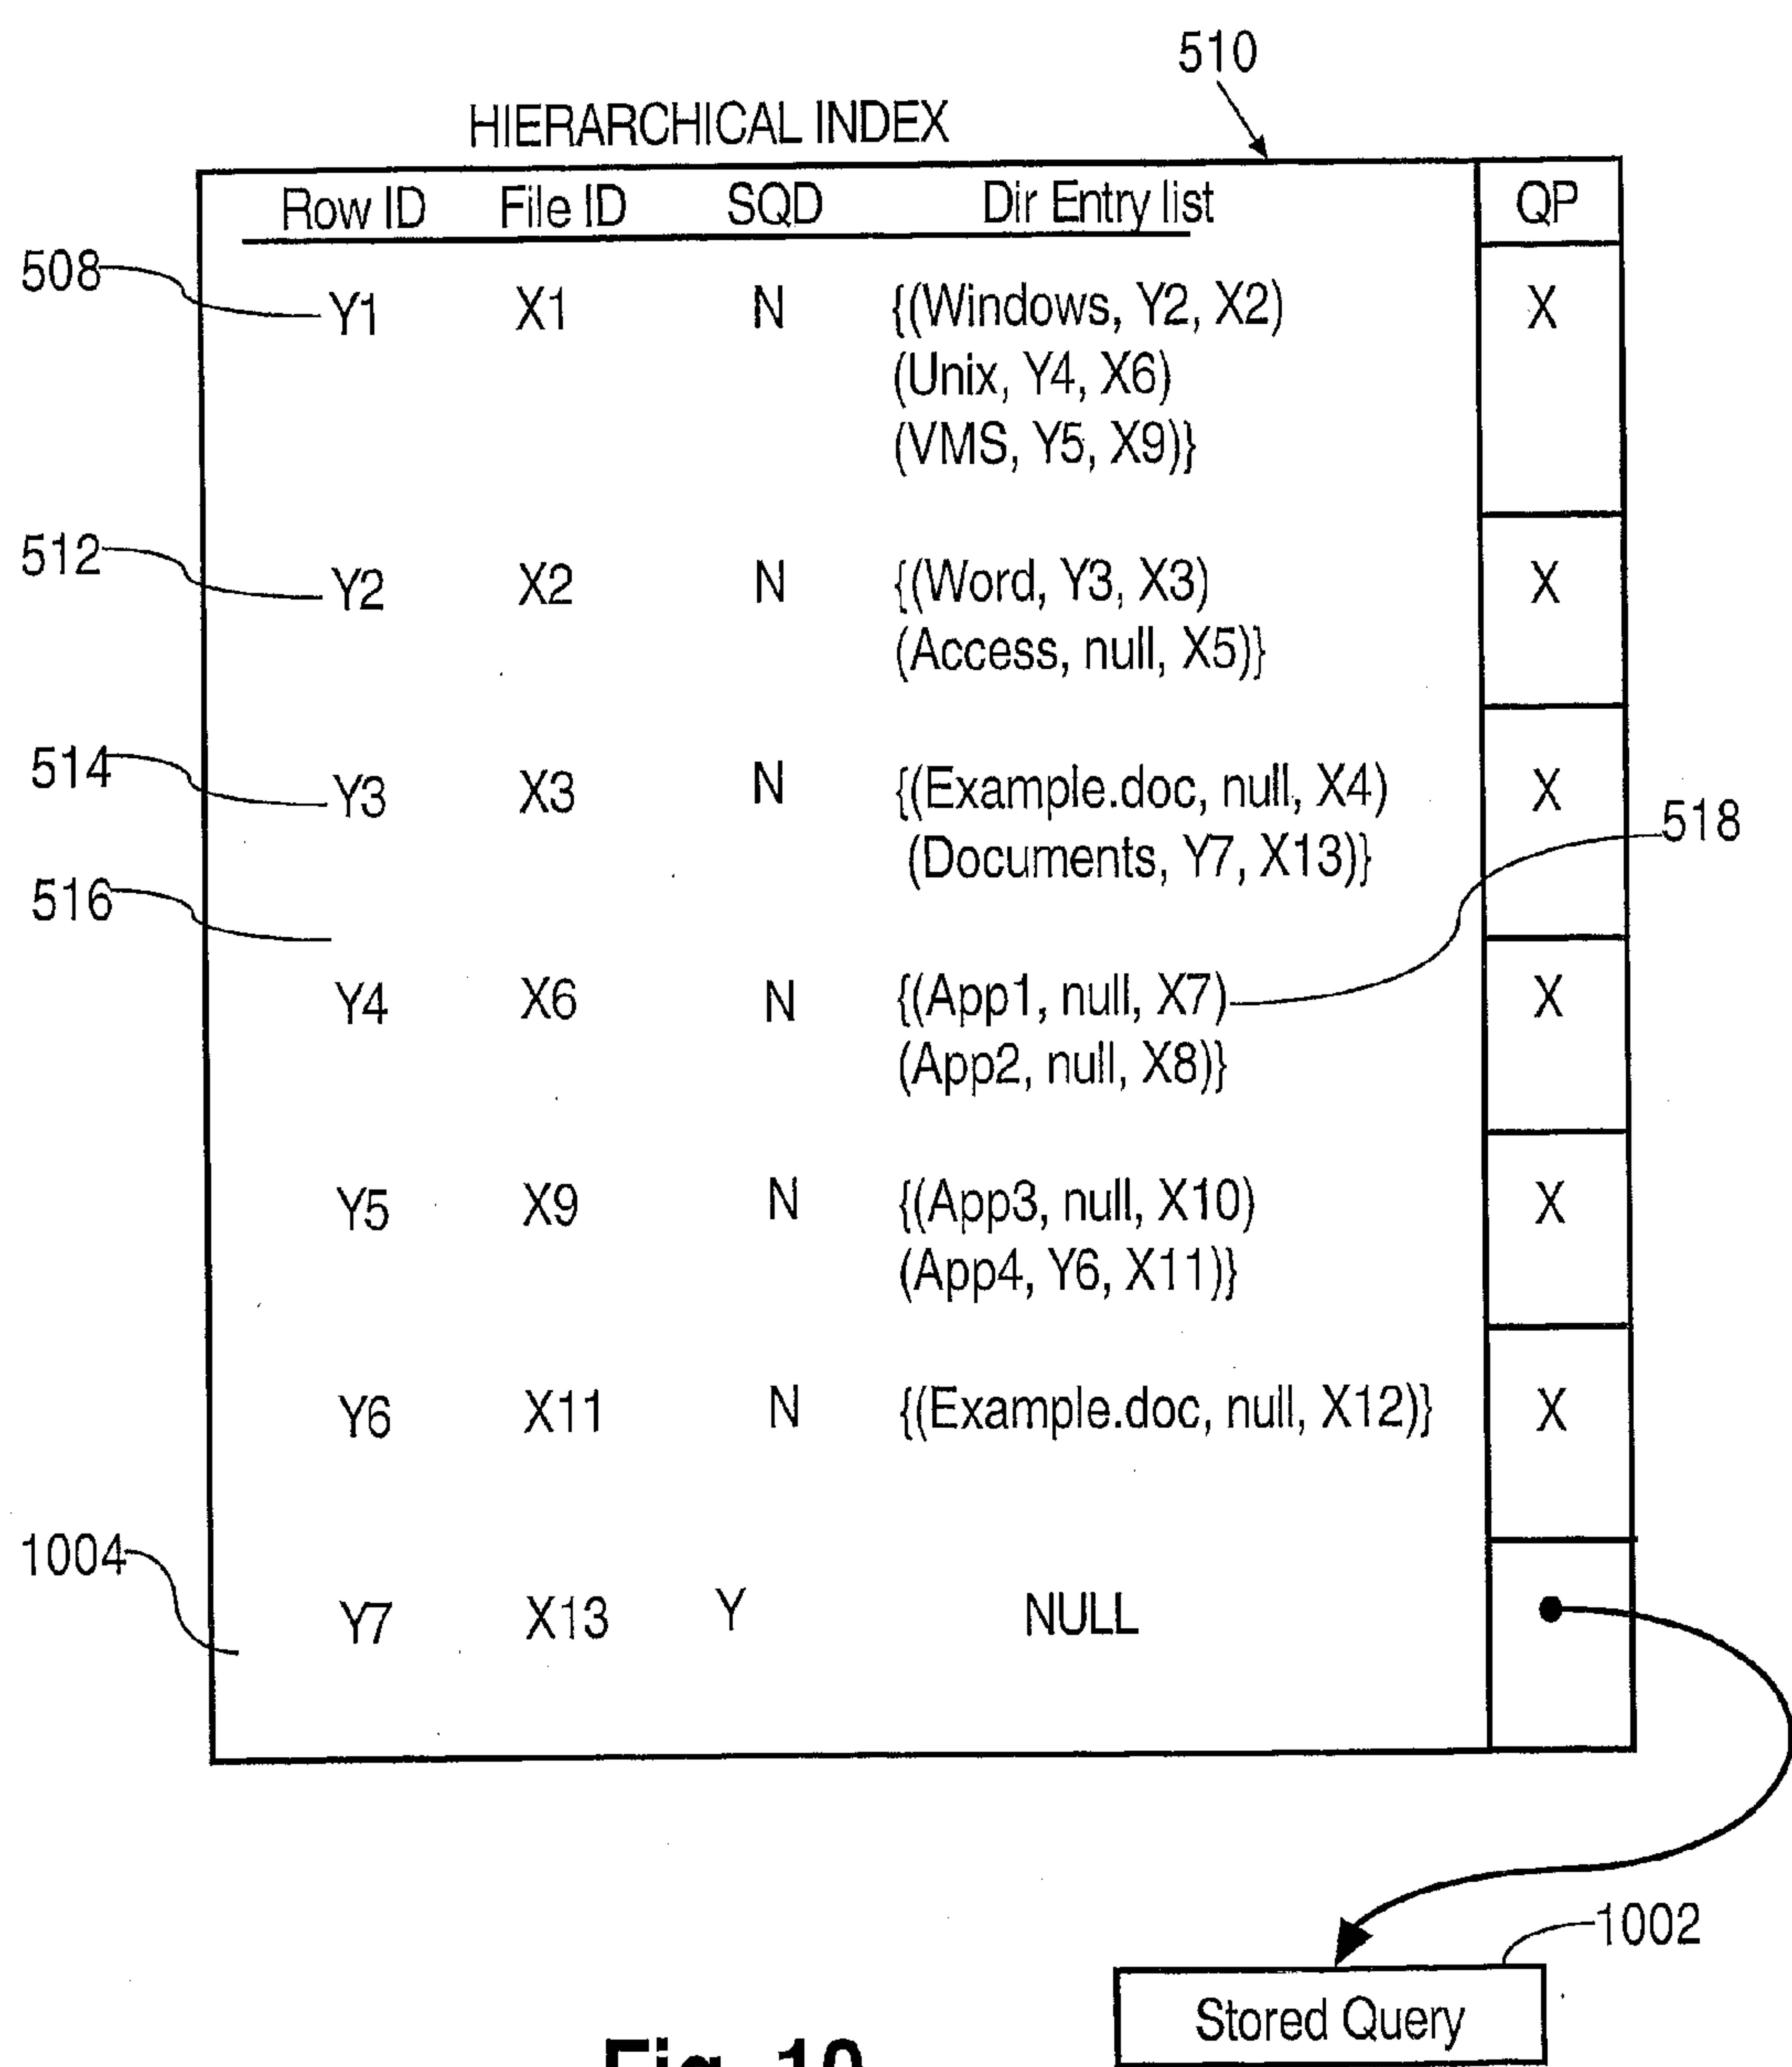 510
HIERARCHICAL INDEX
Row ID File ID SQD Dir Entry list QP
508 Y1 X1 N {(Windows, Y2, X2) X
(Unix, Y4, X6)
(VMS, Y5, X9)}
512 Y2 X2 N {(Word, Y3, X3) X
(Access, null, X5)}
514 Y3 X3 N {(Example.doc, null, X4) X
518
(Documents, Y7, X13)}
516
Y4 X6 N {(App1, null, X7) X
(App2, null, X8)}
Y5 X9 N {(App3, null, X10) X
(App4, Y6, X11)}
Y6 X11 N {(Example.doc, null, X12)} X
1004
Y7 X13 Y NULL
1002
Stored Query
Fig. 10